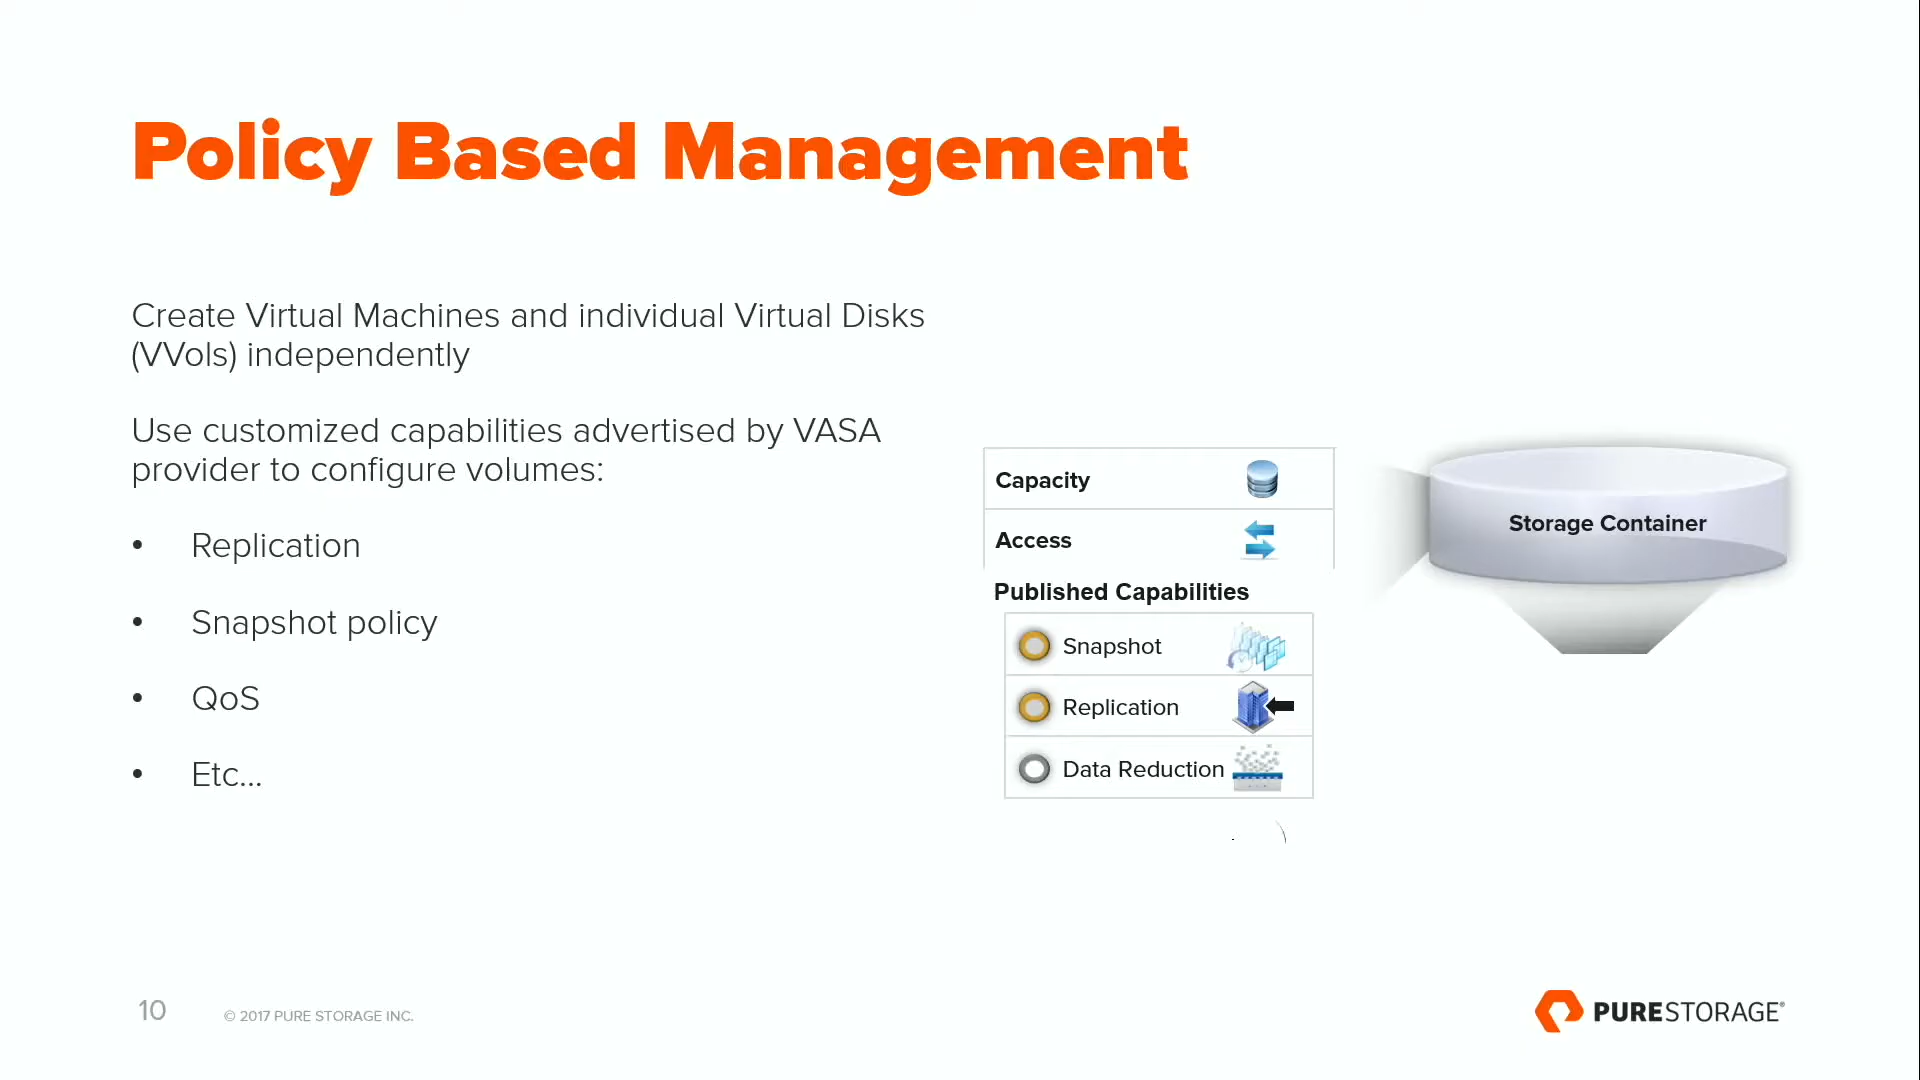 Policy Based Management
Create Virtual Machines and individual Virtual Disks
(VVols) independently
Use customized capabilities advertised by VASA
provider to configure volumes:
• Replication
• Snapshot policy
• QoS
• Etc...
Capacity
Access
Published Capabilities
Snapshot
Replication
Data Reduction
Storage Container
10
© 2017 PURE STORAGE INC.
PURESTORAGE®